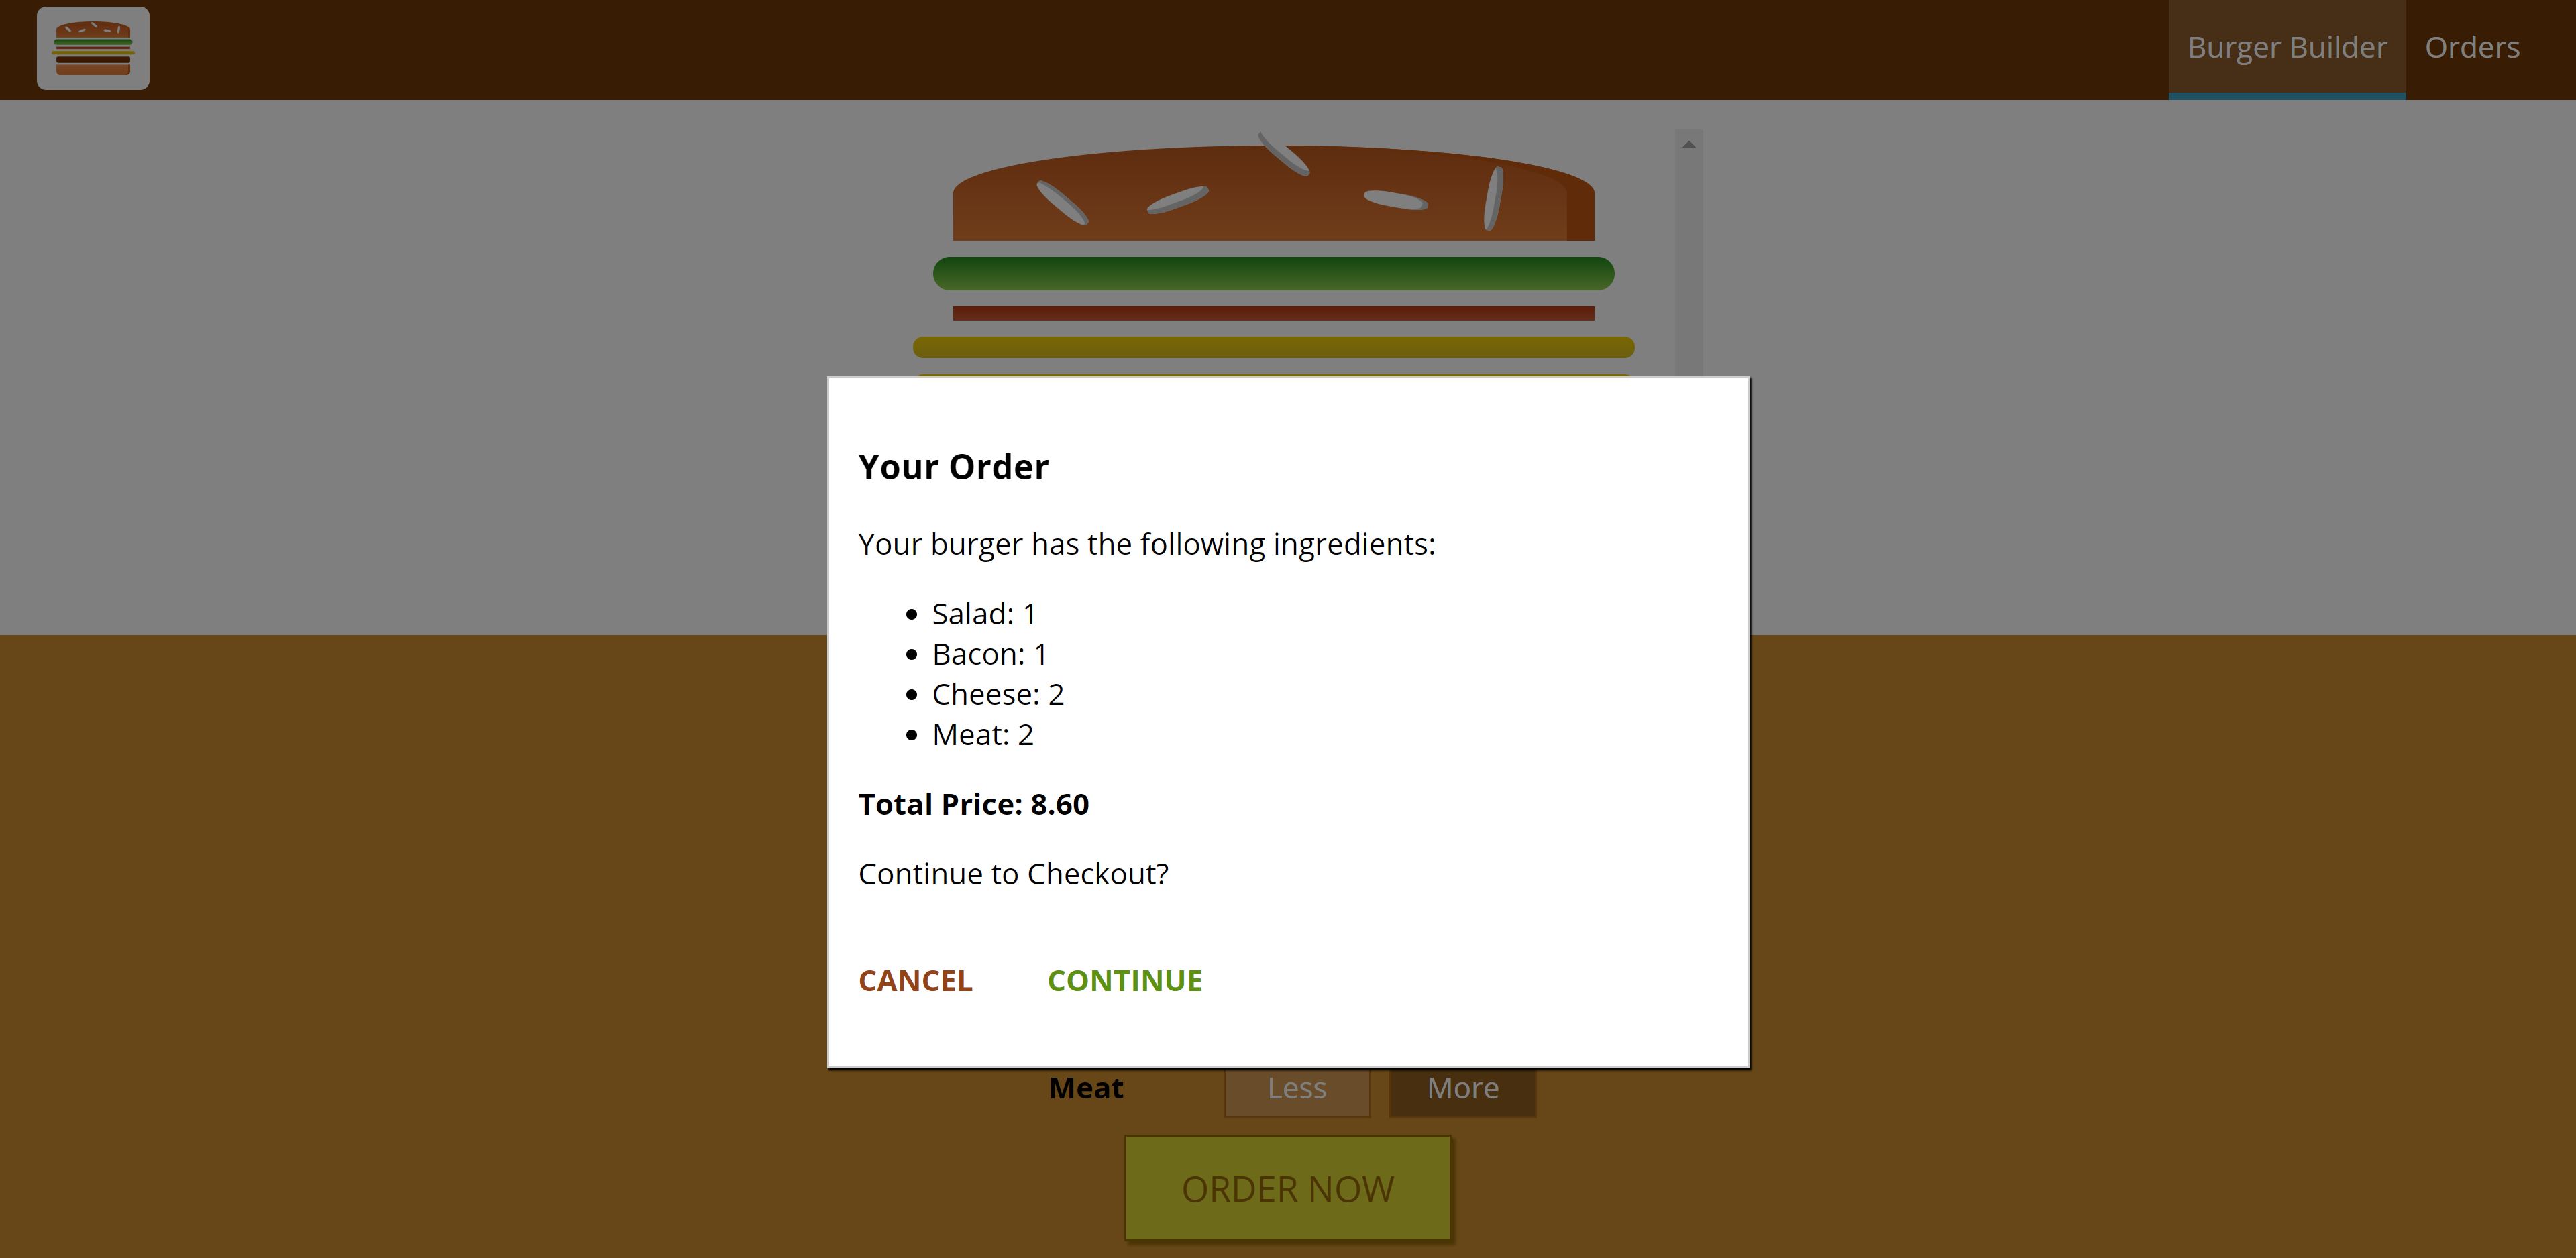 Burger Builder
Orders
Your Order
Your burger has the following ingredients:
Salad: 1
Bacon: 1
Cheese: 2
Meat: 2
Total Price: 8.60
Continue to Checkout?
CANCEL CONTINUE
Meat Less More
ORDER NOW